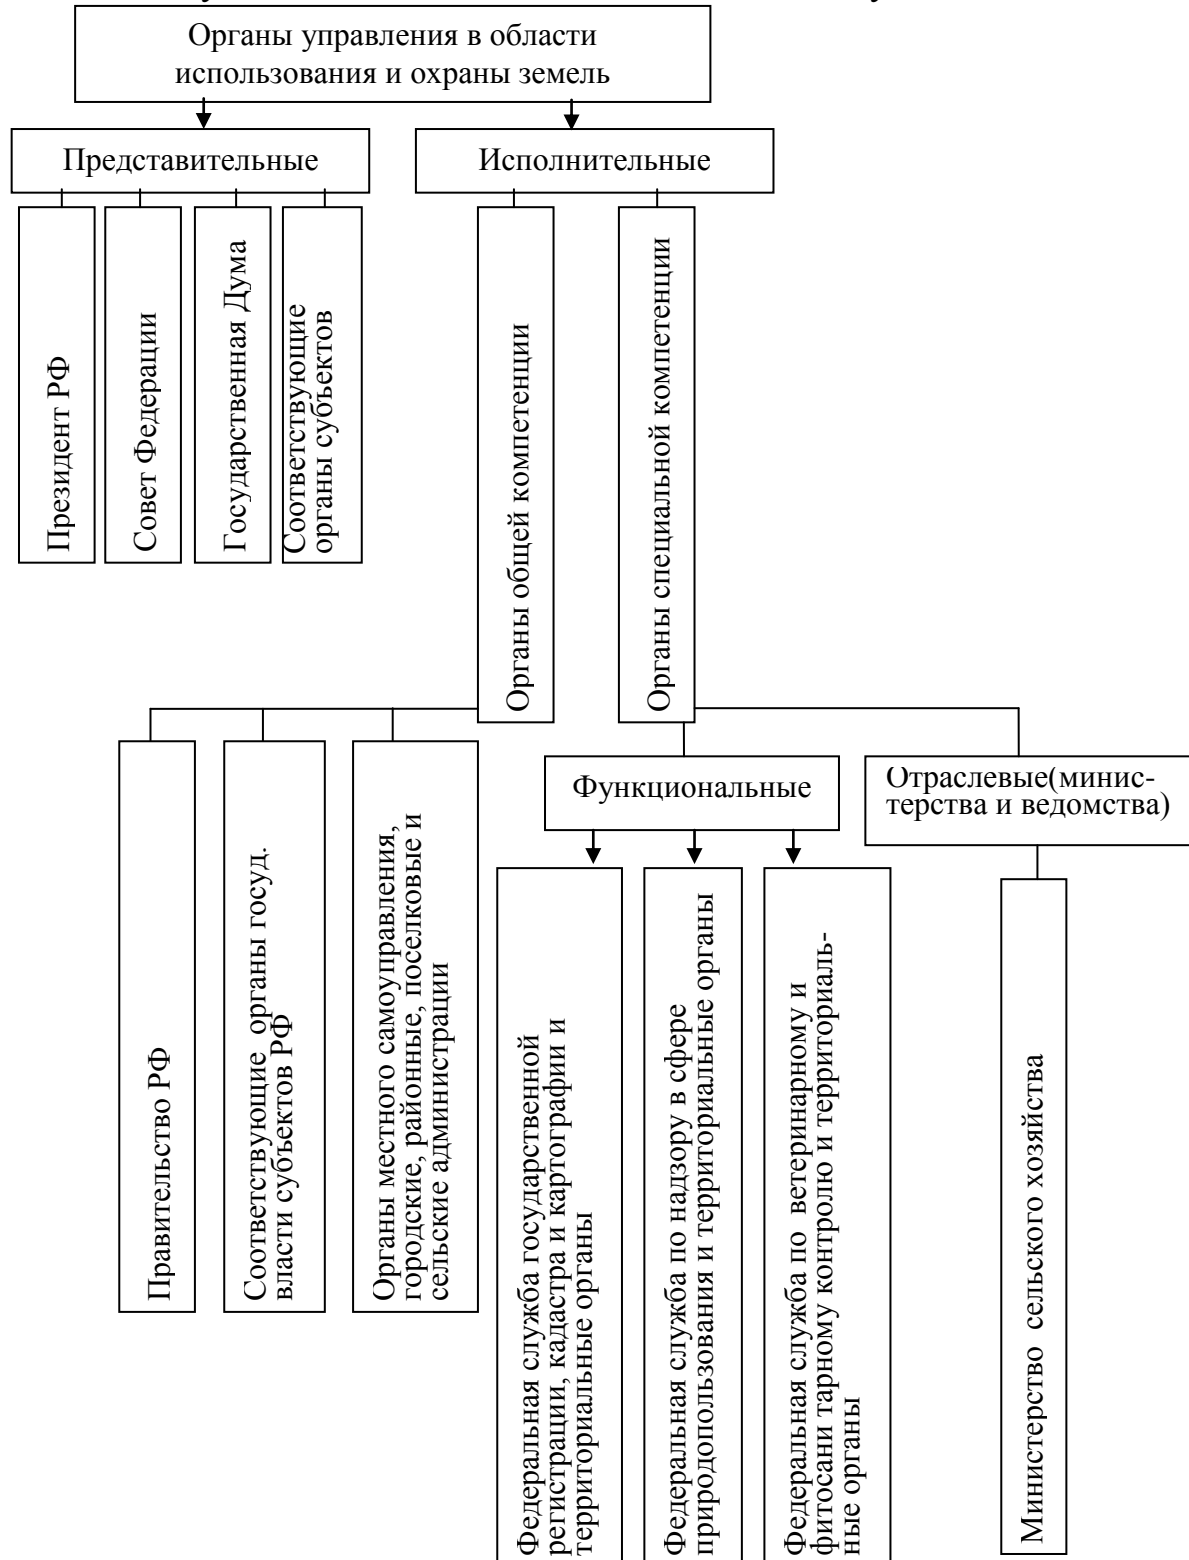 Органы управления в области
использования и охраны земель
Представительные
Исполнительные
Президент РФ
Совет Федерации
Государственная Дума
Соответствующие
органы субъектов
Органы общей компетенции
Органы специальной компетенции
Правительство РФ
Соответствующие органы госуд.
власти субъектов РФ
Органы местного самоуправления,
городские, районные, поселковые и
сельские администрации
Функциональные
Отраслевые(минис-
терства и ведомства)
Федеральная служба государственной
регистрации, кадастра и картографии и
территориальные органы
Федеральная служба по надзору в сфере
природопользования и территориальные органы
Федеральная служба по ветеринарному и
фитосани тарному контролю и территориаль-
ные органы
Министерство сельского хозяйства